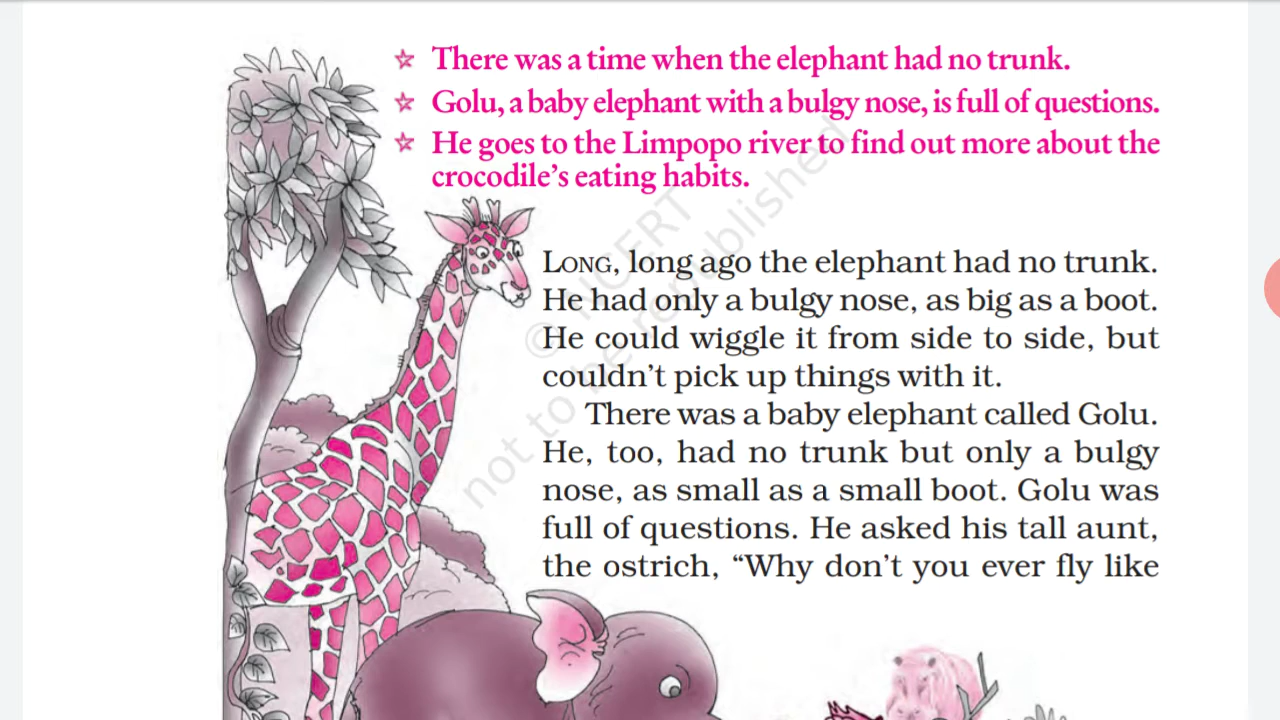 There was a time when the elephant had no trunk.
Golu, a baby elephant with a bulgy nose, is full of questions.
He goes to the Limpopo river to find out more about the
crocodile’s eating habits.
LONG, long ago the elephant had no trunk.
He had only a bulgy nose, as big as a boot.
He could wiggle it from side to side, but
couldn’t pick up things with it.
There was a baby elephant called Golu.
He, too, had no trunk but only a bulgy
nose, as small as a small boot. Golu was
full of questions. He asked his tall aunt,
the ostrich, “Why don’t you ever fly like
© NCERT
not to be republished